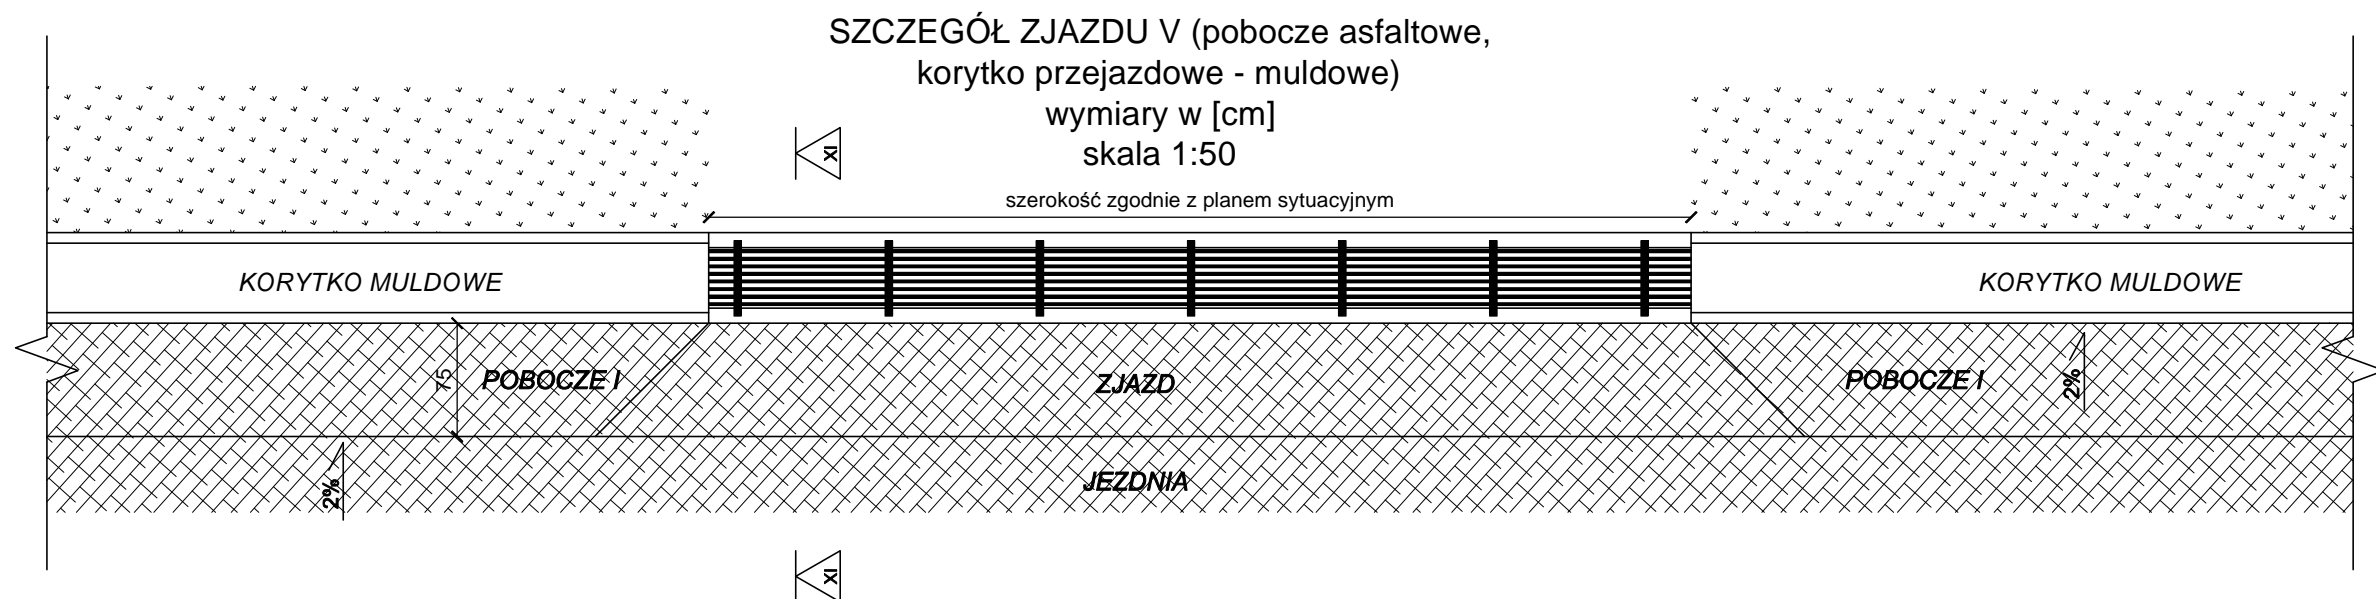 SZCZEGÓŁ ZJAZDU V (pobocze asfaltowe,
korytko przejazdowe - muldowe)
wymiary w [cm]
skala 1:50
XI
szerokość zgodnie z planem sytuacyjnym
KORYTKO MULDOWE
KORYTKO MULDOWE
75
POBOCZE I
ZJAZD
POBOCZE I
2%
2%
JEZDNIA
XI